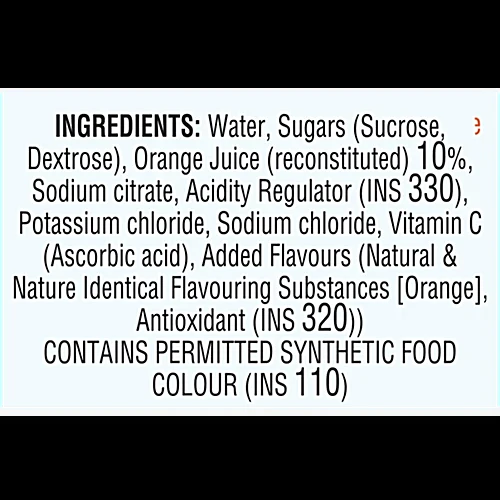 INGREDIENTS: Water, Sugars (Sucrose,
Dextrose), Orange Juice (reconstituted) 10%,
Sodium citrate, Acidity Regulator (INS 330),
Potassium chloride, Sodium chloride, Vitamin C
(Ascorbic acid), Added Flavours (Natural &
Nature Identical Flavouring Substances [Orange],
Antioxidant (INS 320))
CONTAINS PERMITTED SYNTHETIC FOOD
COLOUR (INS 110)